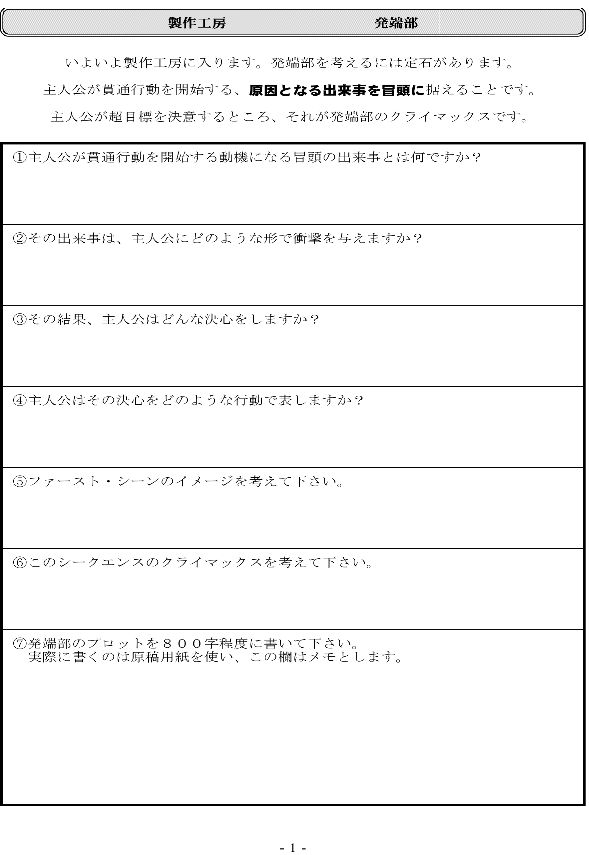 製作工房 発端部
いよいよ製作工房に入ります。発端部を考えるには定石があります。
主人公が貫通行動を開始する、原因となる出来事を冒頭に据えることです。
主人公が超目標を決意するところ、それが発端部のクライマックスです。
①主人公が貫通行動を開始する動機になる冒頭の出来事とは何ですか？
②その出来事は、主人公にどのような形で衝撃を与えますか？
③その結果、主人公はどんな決心をしますか？
④主人公はその決心をどのような行動で表しますか？
⑤ファースト・シーンのイメージを考えて下さい。
⑥このシークエンスのクライマックスを考えて下さい。
⑦発端部のプロットを８００字程度に書いて下さい。
実際に書くのは原稿用紙を使い、この欄はメモとします。
- 1 -